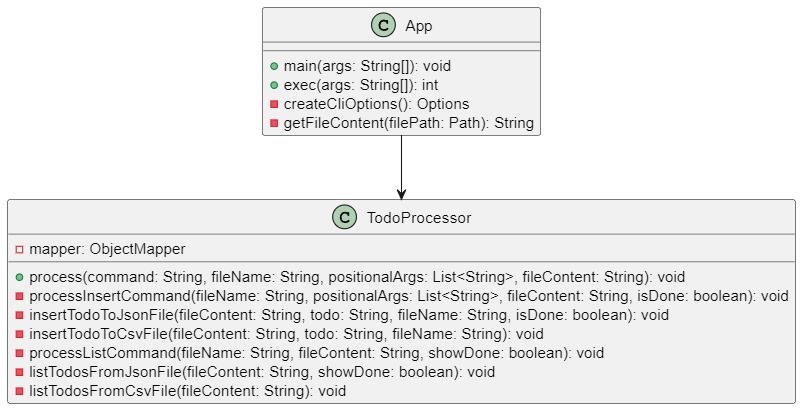 C App
main(args: String[]): void
exec(args: String[]): int
createCliOptions(): Options
getFileContent(filePath: Path): String
C TodoProcessor
mapper: ObjectMapper
process(command: String, fileName: String, positionalArgs: List<String>, fileContent: String): void
processInsertCommand(fileName: String, positionalArgs: List<String>, fileContent: String, isDone: boolean): void
insertTodoToJsonFile(fileContent: String, todo: String, fileName: String, isDone: boolean): void
insertTodoToCsvFile(fileContent: String, todo: String, fileName: String): void
processListCommand(fileName: String, fileContent: String, showDone: boolean): void
listTodosFromJsonFile(fileContent: String, showDone: boolean): void
listTodosFromCsvFile(fileContent: String): void